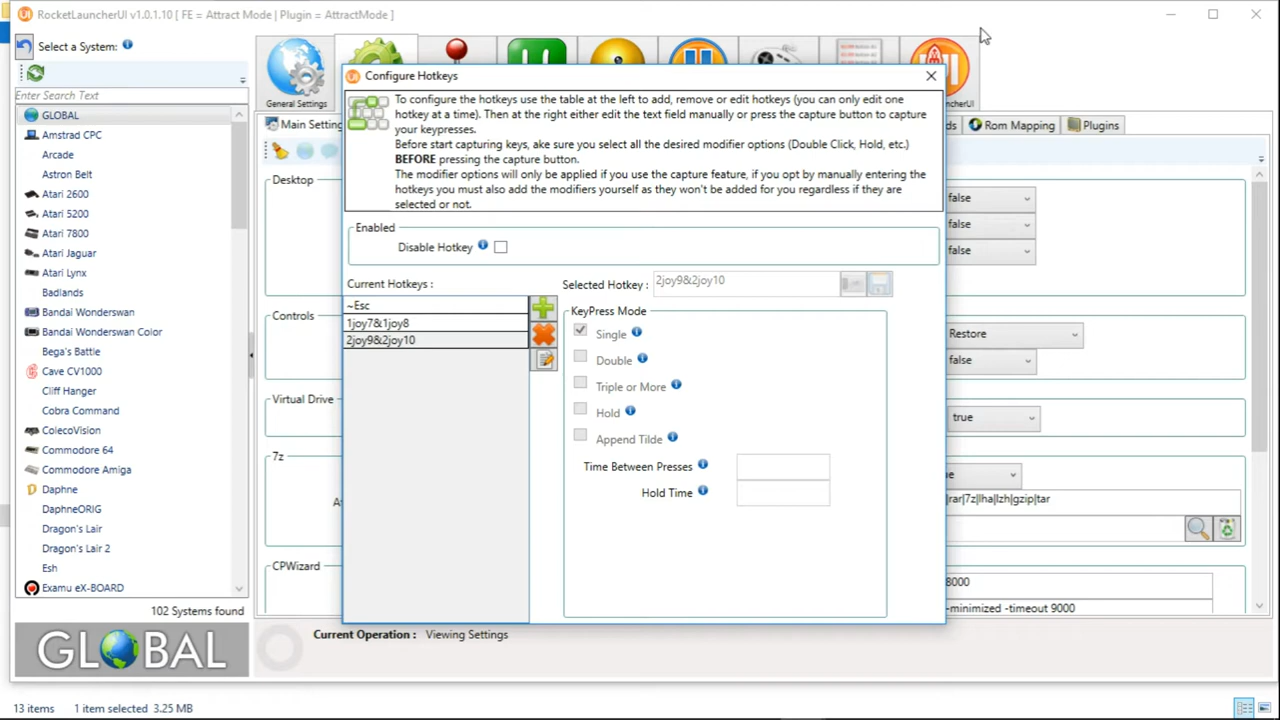 RocketLauncherUI v1.0.1.10 [ FE = Attract Mode | Plugin = AttractMode ]
Select a System:
Enter Search Text
GLOBAL
Amstrad CPC
Arcade
Astron Belt
Atari 2600
Atari 5200
Atari 7800
Atari Jaguar
Atari Lynx
Badlands
Bandai Wonderswan
Bandai Wonderswan Color
Bega's Battle
Cave CV1000
Cliff Hanger
Cobra Command
ColecoVision
Commodore 64
Commodore Amiga
Daphne
DaphneORIG
Dragon's Lair
Dragon's Lair 2
Esh
Examu eX-BOARD
102 Systems found
GLOBAL
General Settings
Main Settin
Desktop
Controls
Virtual Drive
7z
CPWizard
Configure Hotkeys
To configure the hotkeys use the table at the left to add, remove or edit hotkeys (you can only edit one
hotkey at a time). Then at the right either edit the text field manually or press the capture button to capture
your keypresses.
Before start capturing keys, ake sure you select all the desired modifier options (Double Click, Hold, etc.)
BEFORE pressing the capture button.
The modifier options will only be applied if you use the capture feature, if you opt by manually entering the
hotkeys you must also add the modifiers yourself as they won't be added for you regardless if they are
selected or not.
Enabled
Disable Hotkey
Current Hotkeys :
~Esc
1joy7&1joy8
2joy9&2joy10
Selected Hotkey :
2joy9&2joy10
KeyPress Mode
Single
Double
Triple or More
Hold
Append Tilde
Time Between Presses
Hold Time
ds
Rom Mapping
Plugins
false
false
false
Restore
false
true
|rar|7z|lha|lzh|gzip|tar
8000
-minimized -timeout 9000
Current Operation :
Viewing Settings
13 items
1 item selected 3.25 MB